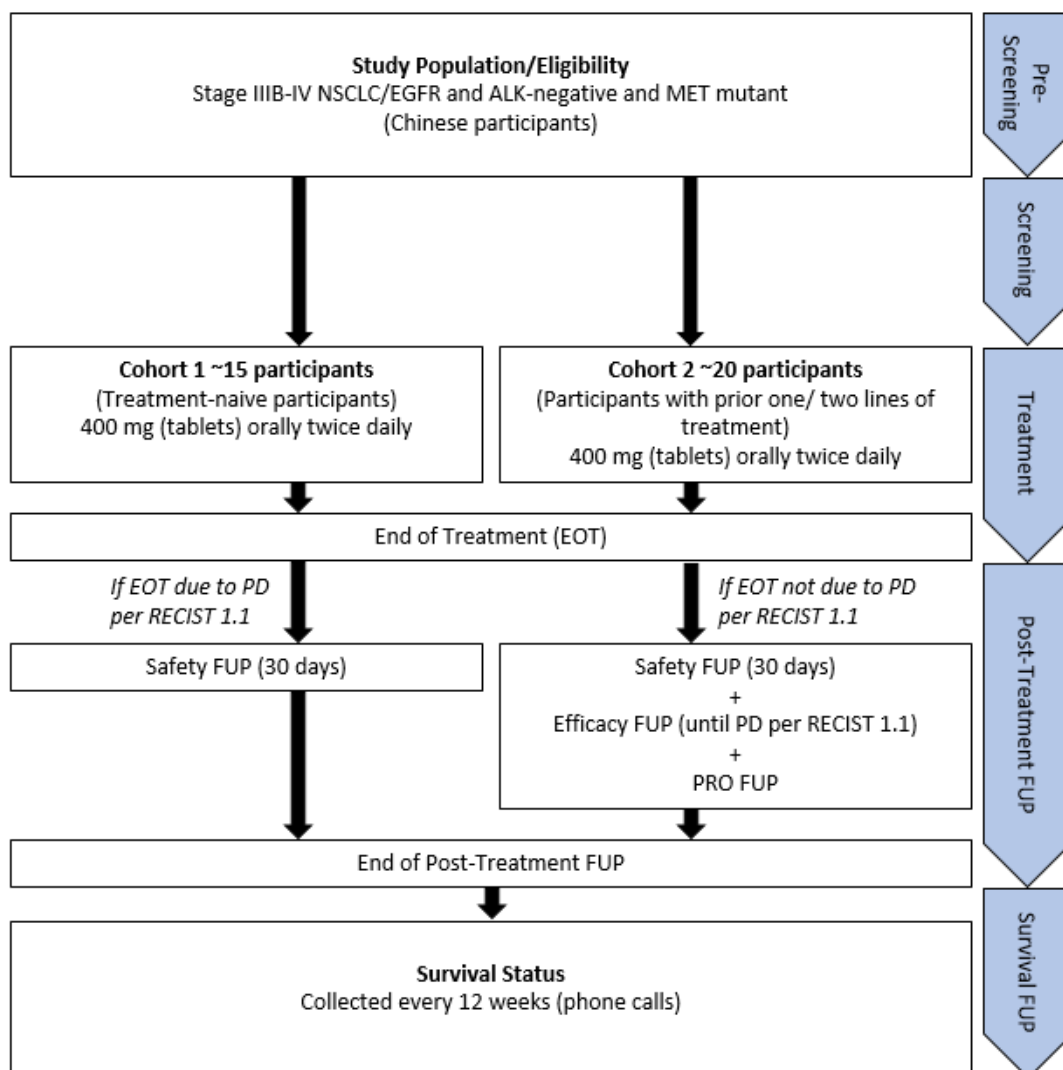 Study Population/Eligibility
Stage IIIB-IV NSCLC/EGFR and ALK-negative and MET mutant
(Chinese participants)
Pre-
Screening
Screening
Cohort 1 ~15 participants
(Treatment-naive participants)
400 mg (tablets) orally twice daily
Cohort 2 ~20 participants
(Participants with prior one/ two lines of
treatment)
400 mg (tablets) orally twice daily
Treatment
End of Treatment (EOT)
If EOT due to PD
per RECIST 1.1
If EOT not due to PD
per RECIST 1.1
Safety FUP (30 days)
Safety FUP (30 days)
+
Efficacy FUP (until PD per RECIST 1.1)
+
PRO FUP
Post-Treatment FUP
End of Post-Treatment FUP
Survival Status
Collected every 12 weeks (phone calls)
Survival FUP